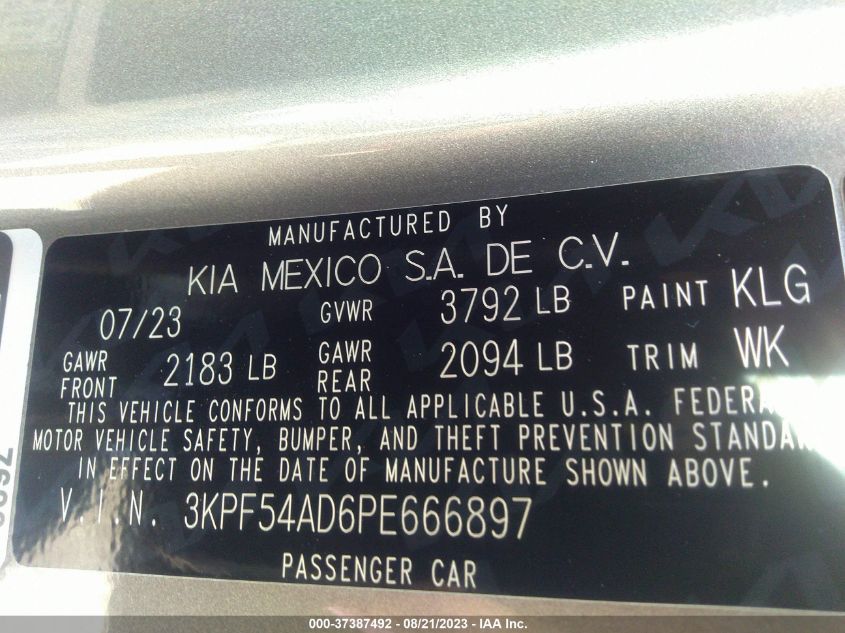 MANUFACTURED BY
KIA MEXICO S.A. DE C.V.
07/23 GVWR 3792 LB PAINT KLG
GAWR FRONT 2183 LB GAWR REAR 2094 LB TRIM WK
THIS VEHICLE CONFORMS TO ALL APPLICABLE U.S.A. FEDERA
MOTOR VEHICLE SAFETY, BUMPER, AND THEFT PREVENTION STANDAR
IN EFFECT ON THE DATE OF MANUFACTURE SHOWN ABOVE.
V.I.N. 3KPF54AD6PE666897
PASSENGER CAR
000-37387492 - 08/21/2023 - IAA Inc.